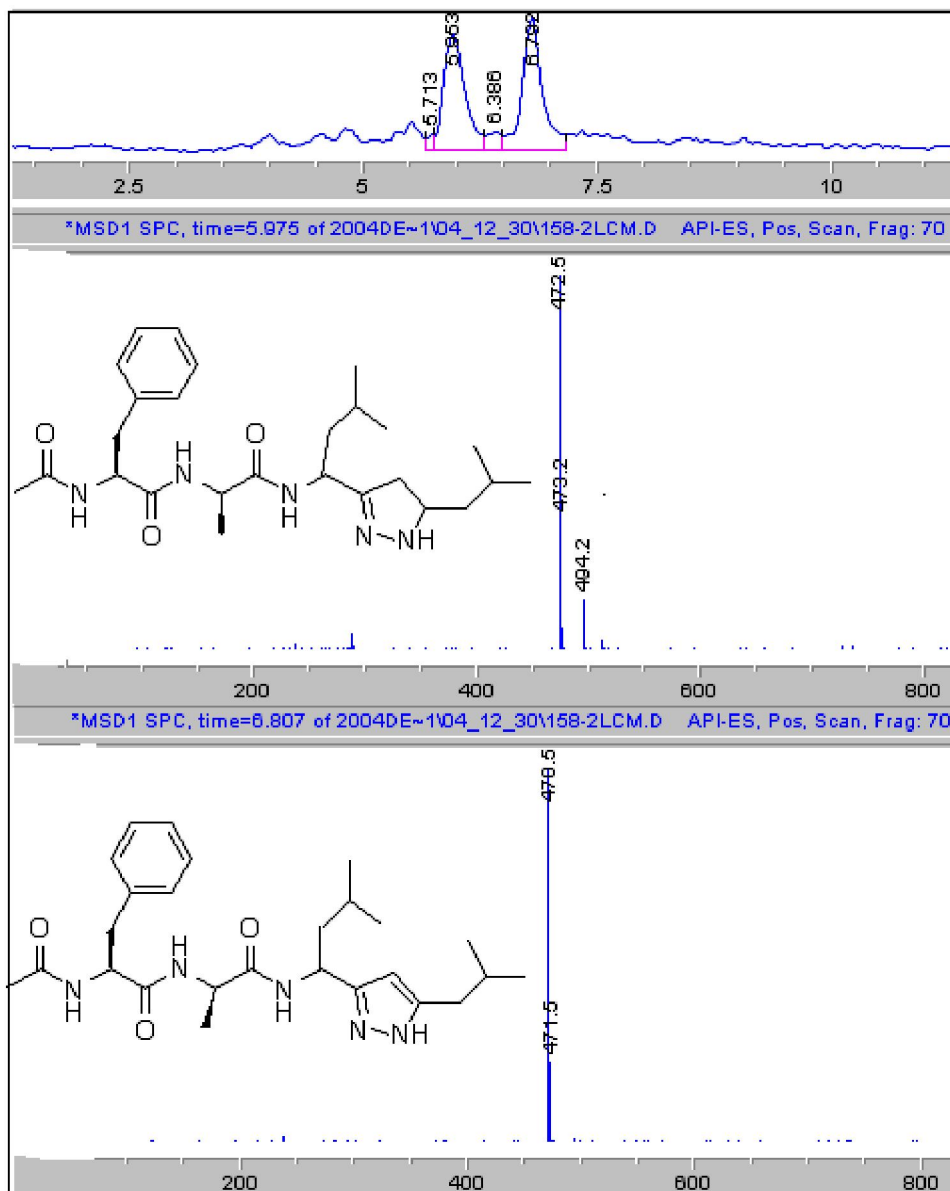 5.713
5.953
6.386
6.792
2.5 5 7.5 10
*MSD1 SPC, time=5.975 of 2004DE~1\04_12_30\158-2LCM.D API-ES, Pos, Scan, Frag: 70
472.5
473.2
494.2
O
N
H
O
H
N
O
N
H
N
NH
200 400 600 800
*MSD1 SPC, time=6.807 of 2004DE~1\04_12_30\158-2LCM.D API-ES, Pos, Scan, Frag: 70
471.5
O
N
H
O
H
N
O
N
H
N
NH
200 400 600 800